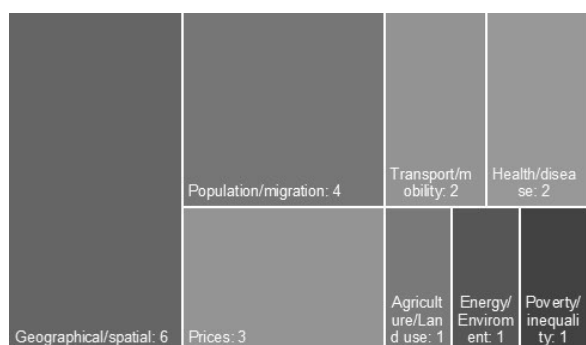 Geographical/spatial: 6
Population/migration: 4
Prices: 3
Transport/m
obility: 2
Health/disea
se: 2
Agricult
ure/Lan
d use: 1
Energy/
Envirom
ent: 1
Poverty/
inequali
ty: 1